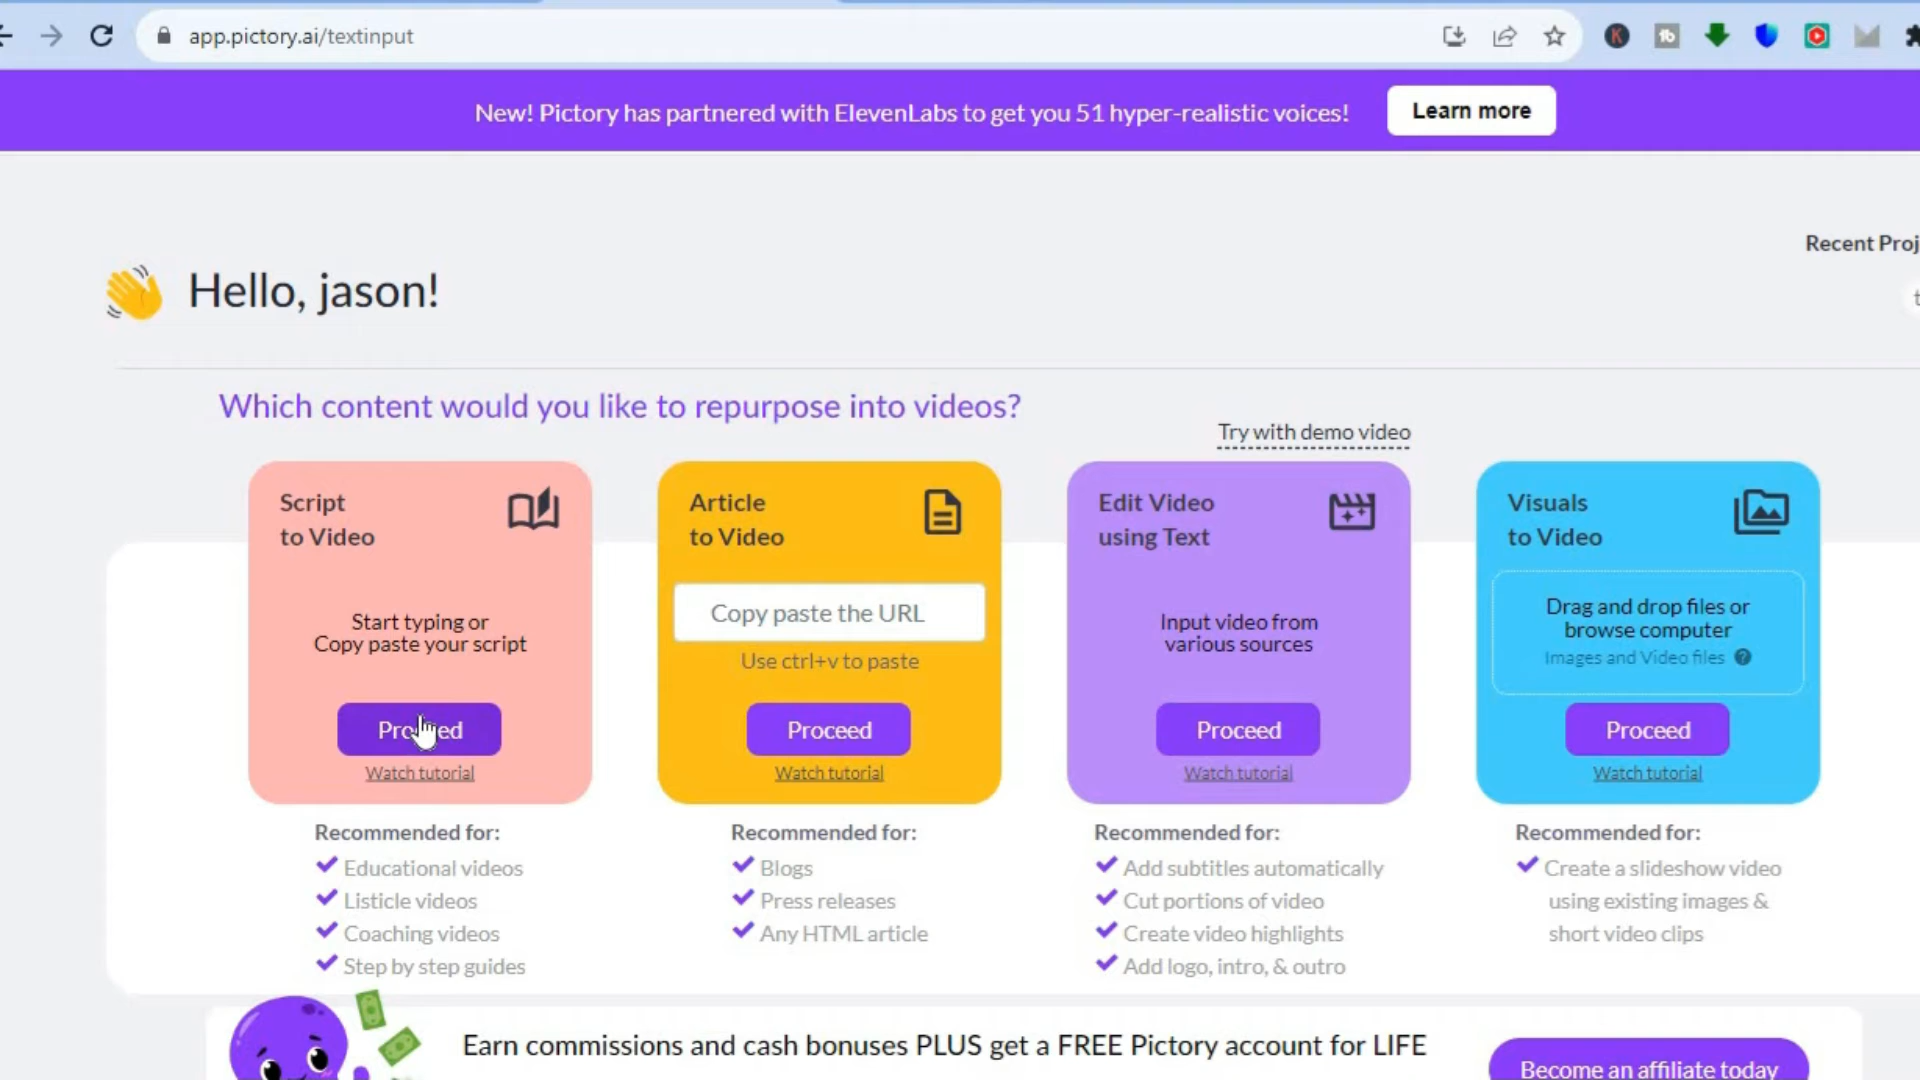 app.pictory.ai/textinput
New! Pictory has partnered with ElevenLabs to get you 51 hyper-realistic voices!
Learn more
Recent Proj
Hello, jason!
Which content would you like to repurpose into videos?
Try with demo video
Script
to Video
Start typing or
Copy paste your script
Proceed
Watch tutorial
Recommended for:
Educational videos
Listicle videos
Coaching videos
Step by step guides
Article
to Video
Copy paste the URL
Use ctrl+v to paste
Proceed
Watch tutorial
Recommended for:
Blogs
Press releases
Any HTML article
Edit Video
using Text
Input video from
various sources
Proceed
Watch tutorial
Recommended for:
Add subtitles automatically
Cut portions of video
Create video highlights
Add logo, intro, & outro
Visuals
to Video
Drag and drop files or
browse computer
Images and Video files ?
Proceed
Watch tutorial
Recommended for:
Create a slideshow video
using existing images &
short video clips
Earn commissions and cash bonuses PLUS get a FREE Pictory account for LIFE
Become an affiliate today